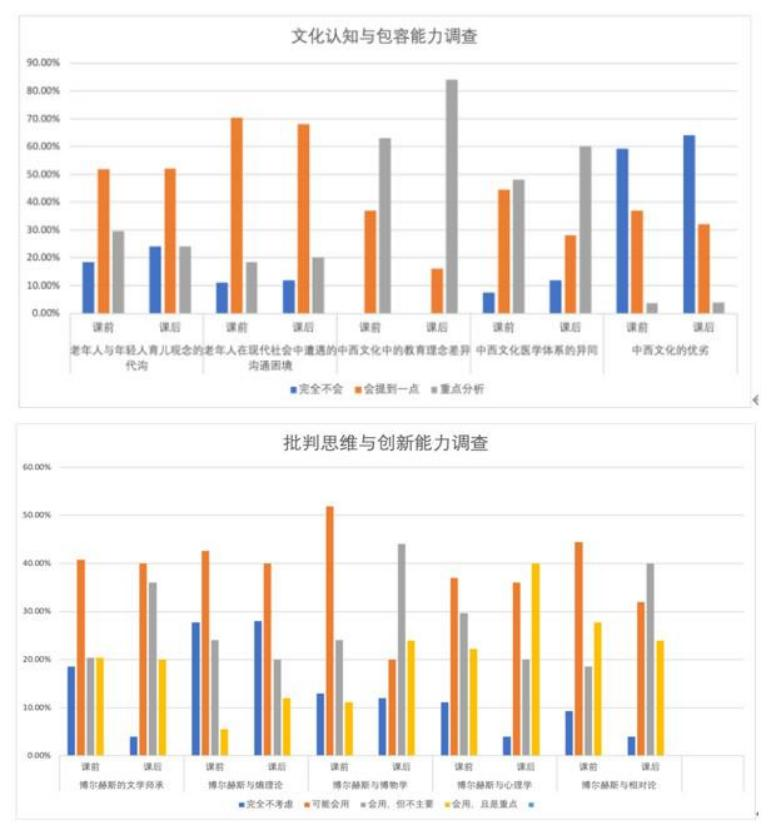 文化认知与包容能力调查
90.00%
80.00%
70.00%
60.00%
50.00%
40.00%
30.00%
20.00%
10.00%
0.00%
课前 课后 课前 课后 课前 课后 课前 课后 课前 课后
老年人与年轻人育儿观念的 老年人在现代社会中遭遇的 中西文化中的教育理念差异 中西文化医学体系的异同 中西文化的优劣
代沟 沟通困境
完全不会 会提到一点 重点分析
批判思维与创新能力调查
60.00%
50.00%
40.00%
30.00%
20.00%
10.00%
0.00%
课前 课后 课前 课后 课前 课后 课前 课后 课前 课后
博尔赫斯的文学师承 博尔赫斯与熵理论 博尔赫斯与博物学 博尔赫斯与心理学 博尔赫斯与相对论
完全不考虑 可能会用 会用，但不主要 会用，且是重点